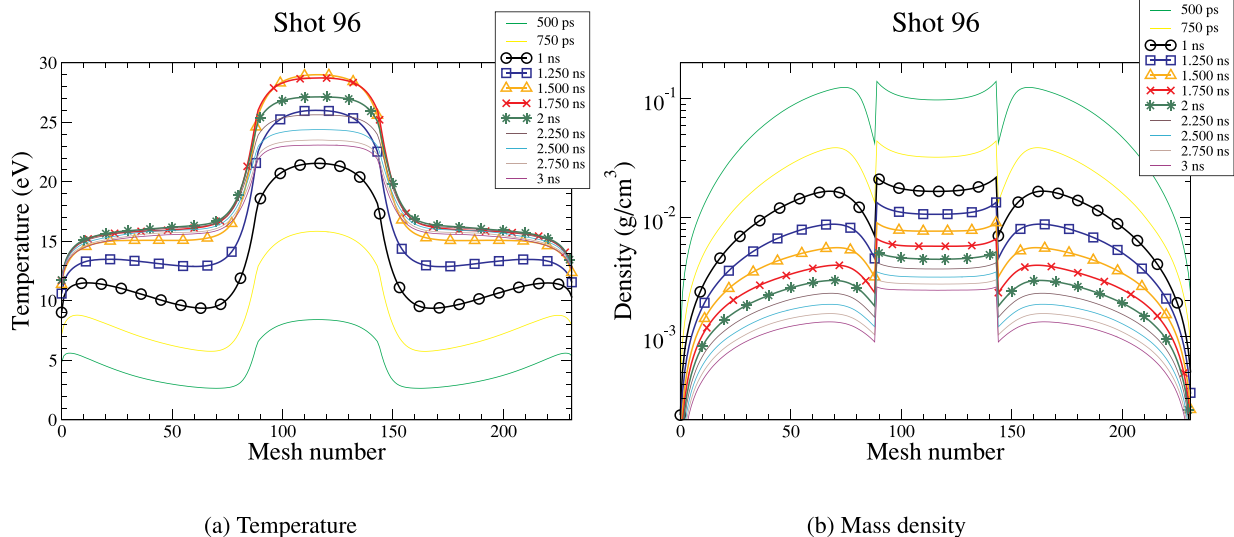 Shot 96
500 ps
750 ps
1 ns
1.250 ns
1.500 ns
1.750 ns
2 ns
2.250 ns
2.500 ns
2.750 ns
3 ns
Temperature (eV)
30
25
20
15
10
5
0
0 50 100 150 200
Mesh number
(a) Temperature
Shot 96
500 ps
750 ps
1 ns
1.250 ns
1.500 ns
1.750 ns
2 ns
2.250 ns
2.500 ns
2.750 ns
3 ns
Density (g/cm³)
10⁻¹
10⁻²
10⁻³
0 50 100 150 200
Mesh number
(b) Mass density